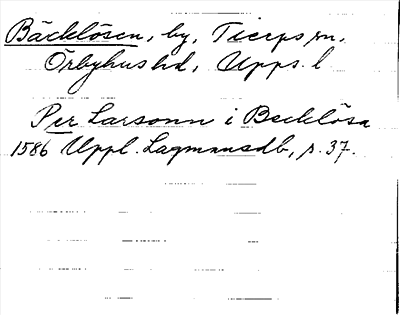 Bäcklösen, by, Tierps sn,
Örbyhus hd, Upps. l
Per Larsonn i Becklösa
1586 Uppl. Lagmansdb, s. 37.